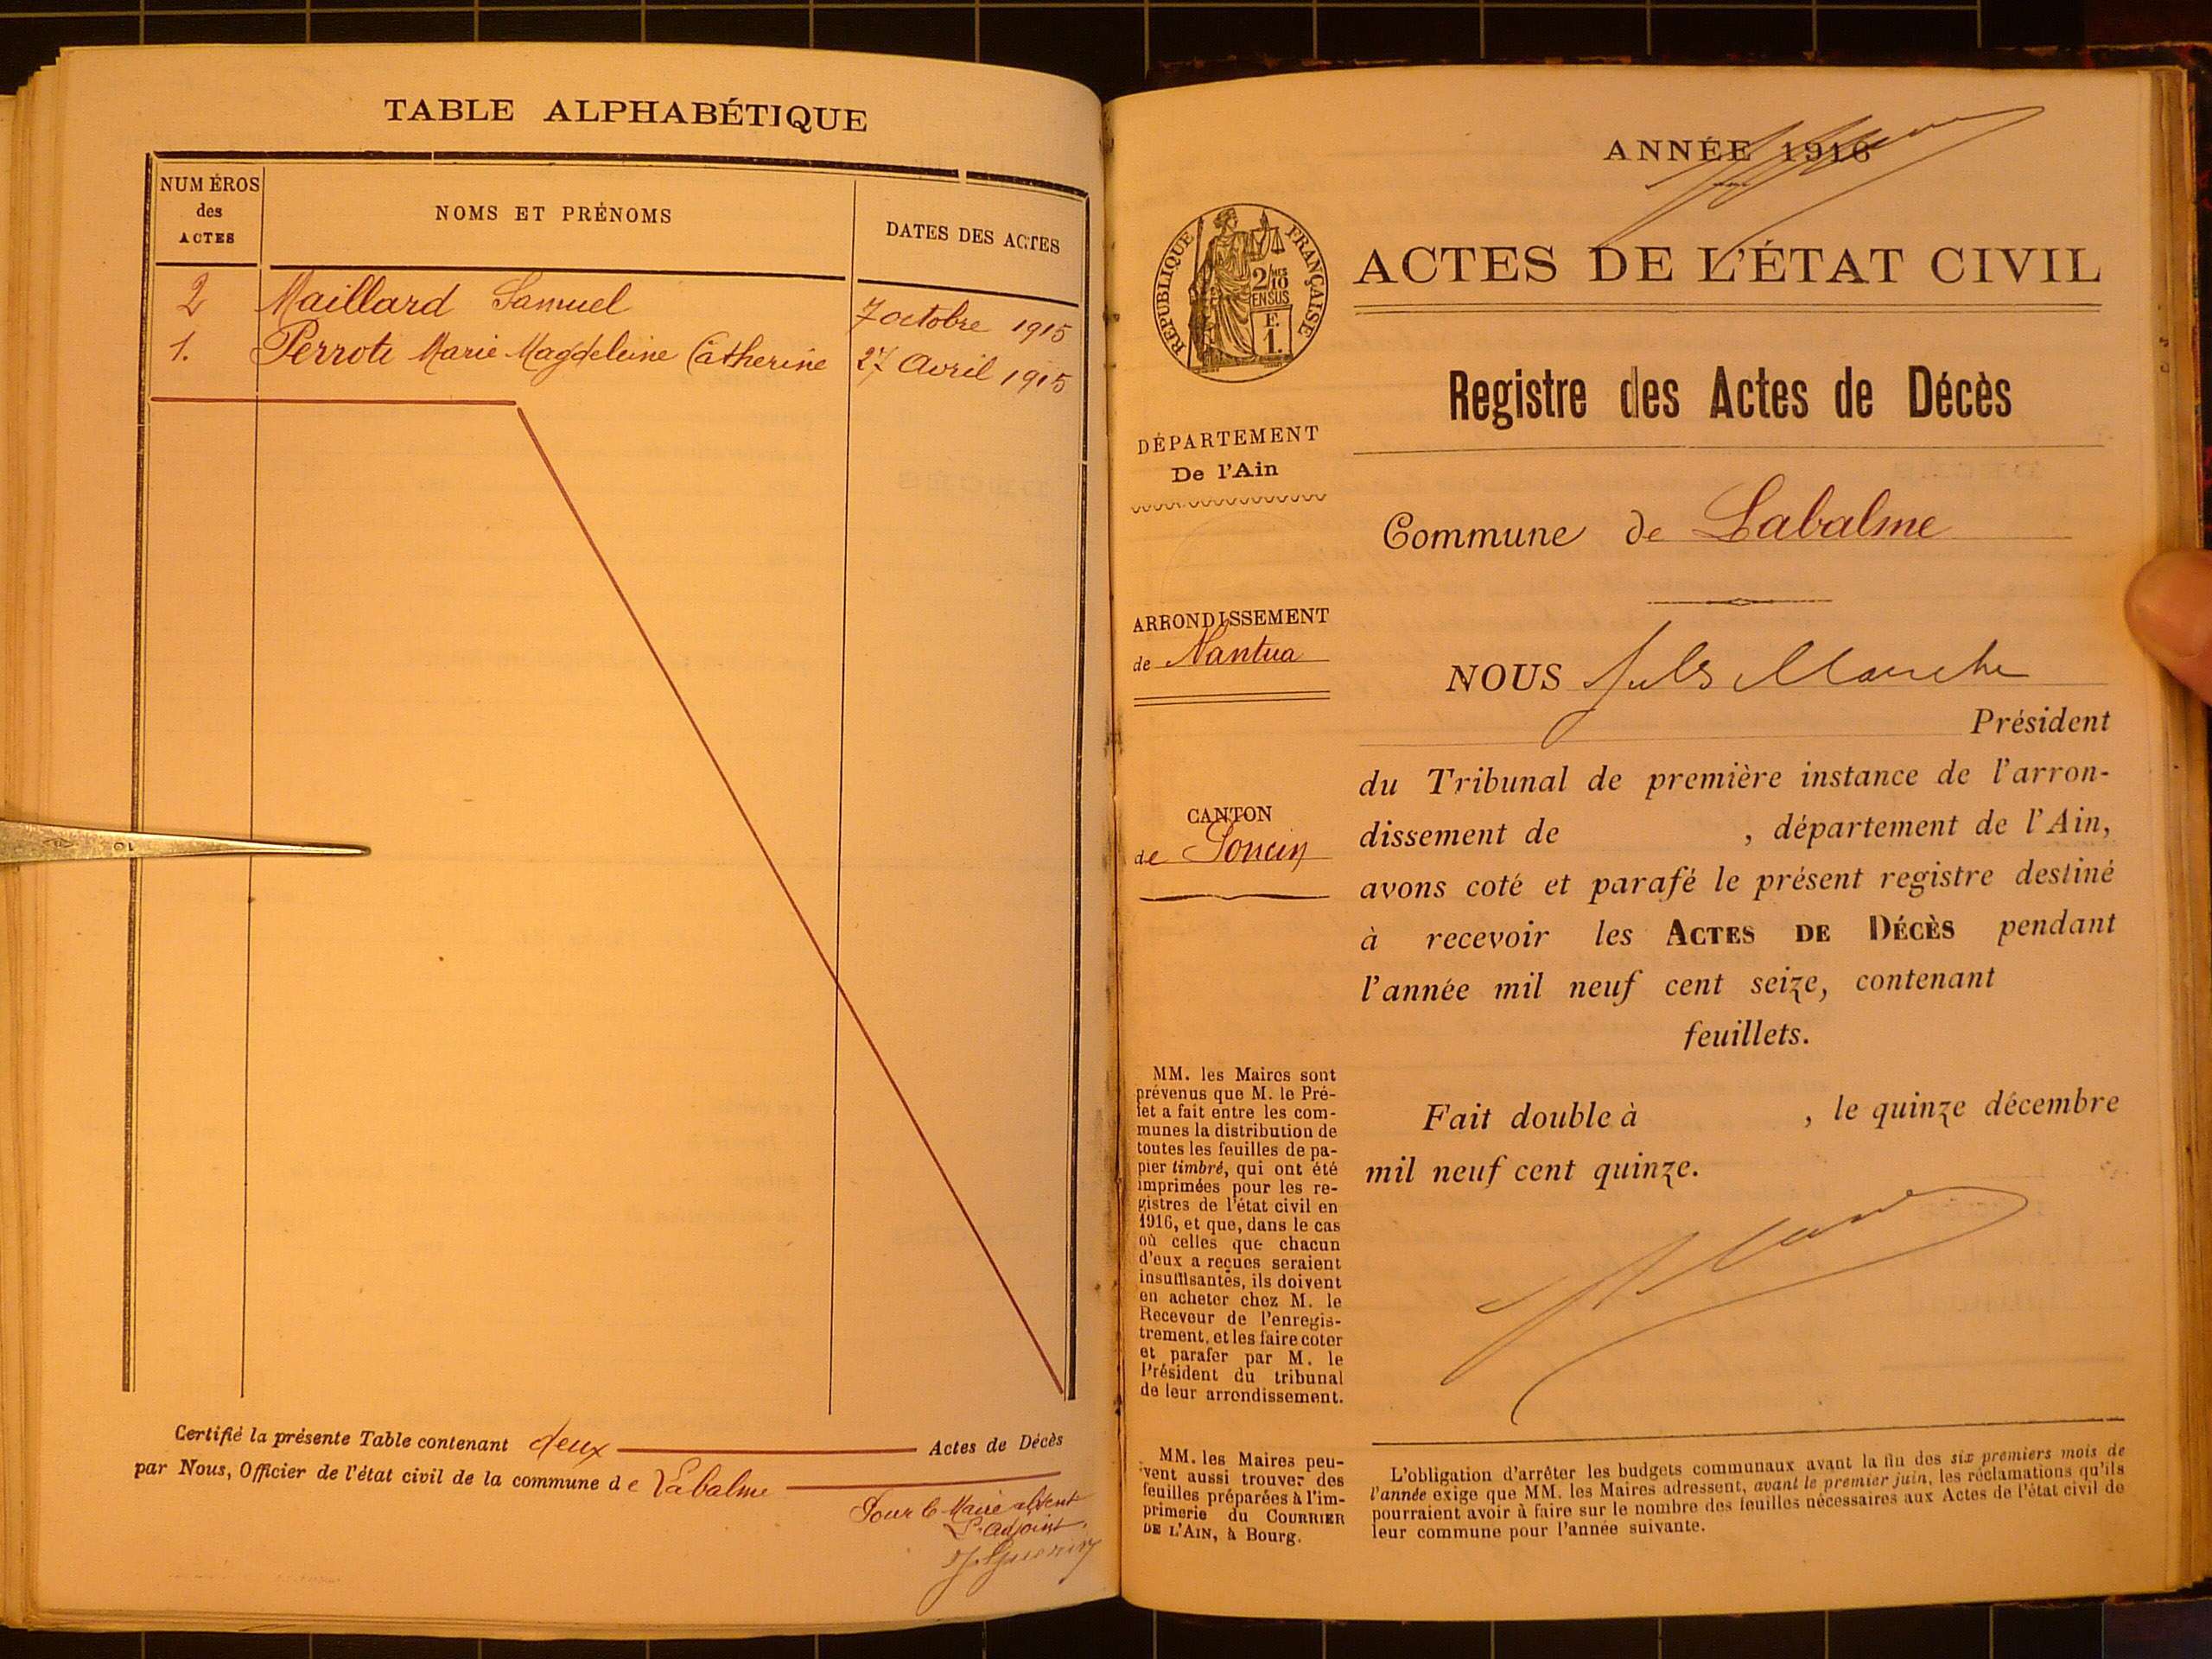 TABLE ALPHABÉTIQUE
NUMÉROS
des
ACTES
NOMS ET PRÉNOMS
DATES DES ACTES
2 Maillard Samuel 7 octobre 1915
1. Perroti Marie Magdeleine Catherine 27 Avril 1915
Certifié la présente Table contenant deux Actes de Décès
par Nous, Officier de l'état civil de la commune de Labalme
Pour le Maire absent
L'adjoint,
ANNÉE 1916
RÉPUBLIQUE FRANÇAISE
2/10 mes
EN SUS
E.
1.
ACTES DE L'ÉTAT CIVIL
Registre des Actes de Décès
DÉPARTEMENT
De l'Ain
Commune de Labalme
ARRONDISSEMENT
de Nantua
NOUS Jules
Président
du Tribunal de première instance de l'arron-
dissement de , département de l'Ain,
avons coté et parafé le présent registre destiné
à recevoir les ACTES DE DÉCÈS pendant
l'année mil neuf cent seize, contenant
feuillets.
CANTON
de Poncin
Fait double à , le quinze décembre
mil neuf cent quinze.
MM. les Maires sont
prévenus que M. le Pré-
fet a fait entre les com-
munes la distribution de
toutes les feuilles de pa-
pier timbré, qui ont été
imprimées pour les re-
gistres de l'état civil en
1916, et que, dans le cas
où celles que chacun
d'eux a reçues seraient
insuffisantes, ils doivent
en acheter chez M. le
Receveur de l'enregis-
trement, et les faire coter
et parafer par M. le
Président du tribunal
de leur arrondissement.
MM. les Maires peu-
vent aussi trouver des
feuilles préparées à l'im-
primerie du COURRIER
DE L'AIN, à Bourg.
L'obligation d'arrêter les budgets communaux avant la fin des six premiers mois de
l'année exige que MM. les Maires adressent, avant le premier juin, les réclamations qu'ils
pourraient avoir à faire sur le nombre des feuilles nécessaires aux Actes de l'état civil de
leur commune pour l'année suivante.